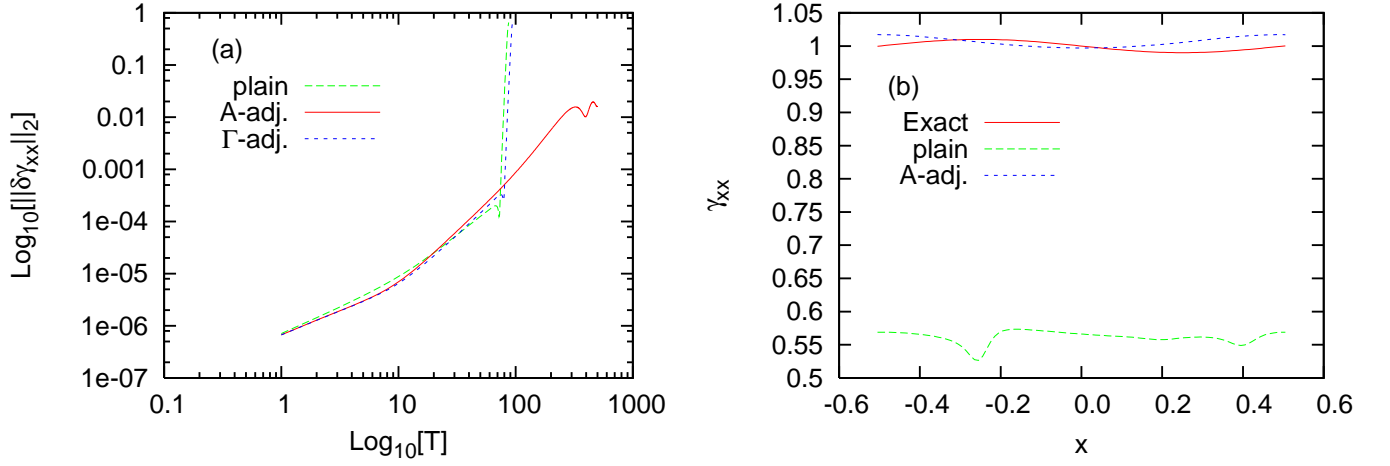 (a)
plain
A-adj.
Γ-adj.
Log10[||δγxx||2]
1
0.1
0.01
0.001
1e-04
1e-05
1e-06
1e-07
0.1 1 10 100 1000
Log10[T]
(b)
Exact
plain
A-adj.
γxx
1.05
1
0.95
0.9
0.85
0.8
0.75
0.7
0.65
0.6
0.55
0.5
-0.6 -0.4 -0.2 0.0 0.2 0.4 0.6
x